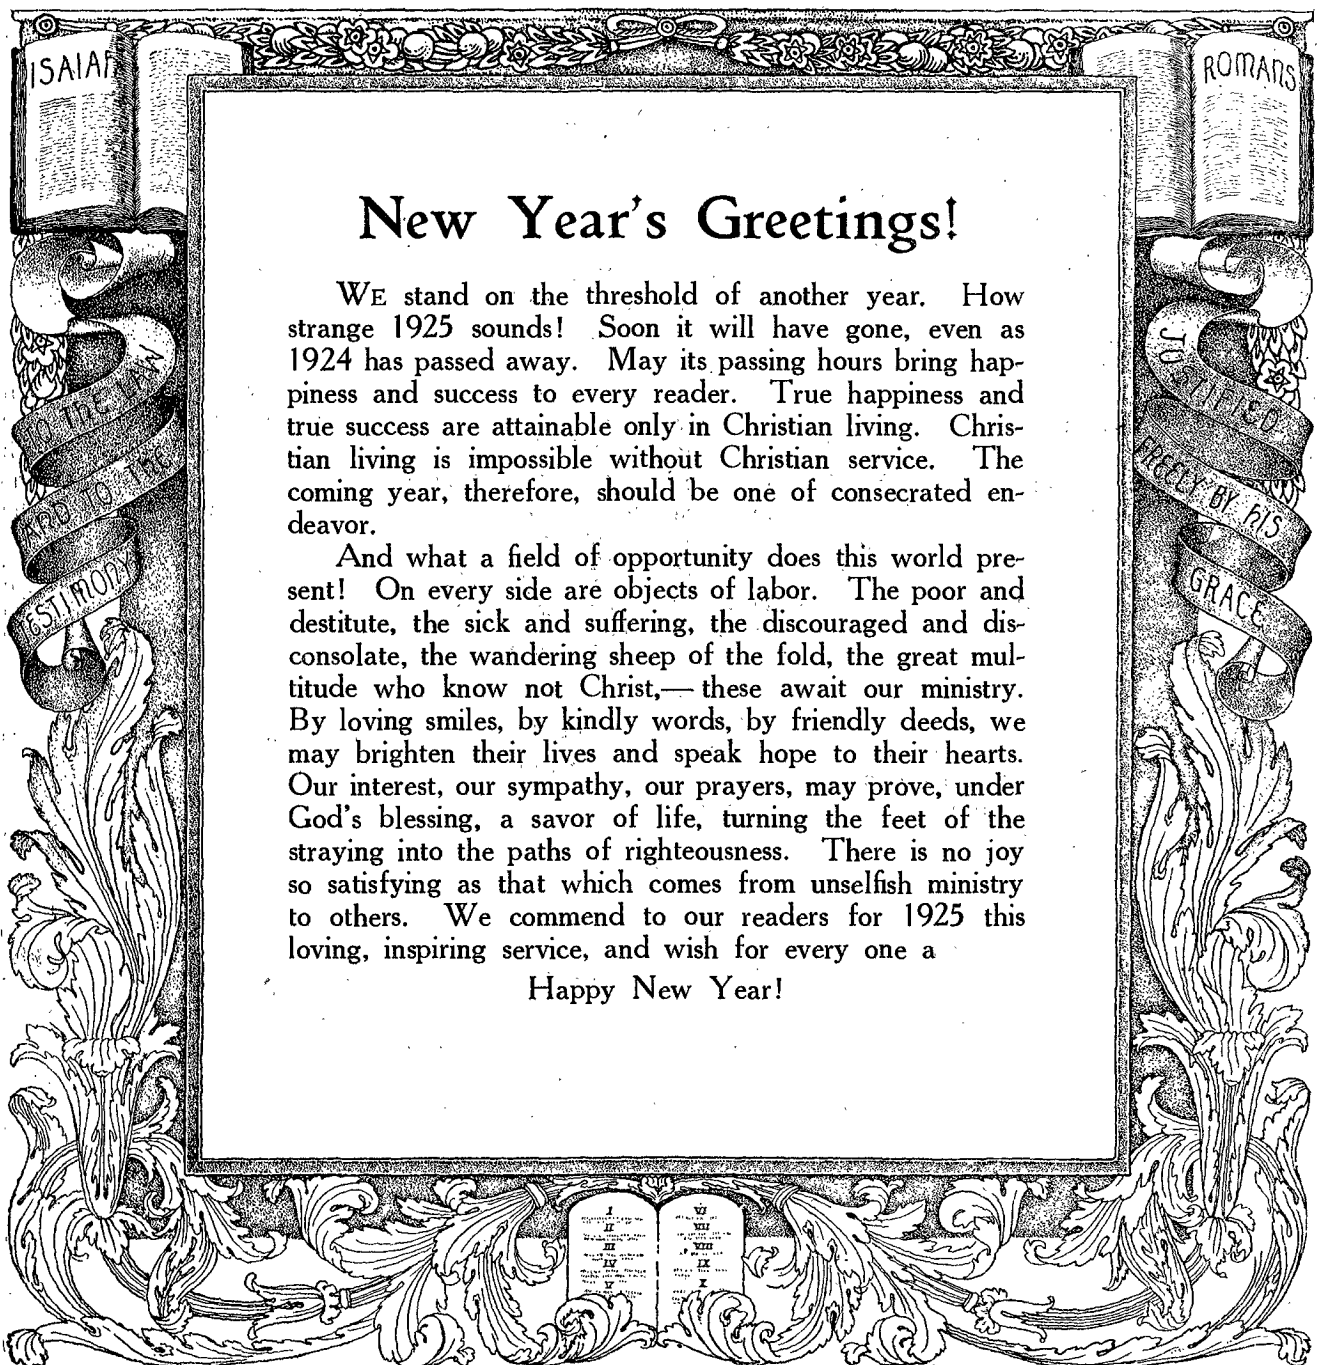 ISAIAH
ROMANS
TO THE LAW
AND TO THE
TESTIMONY
JUSTIFIED
FREELY BY HIS
GRACE
New Year's Greetings!
WE stand on the threshold of another year. How
strange 1925 sounds! Soon it will have gone, even as
1924 has passed away. May its passing hours bring hap-
piness and success to every reader. True happiness and
true success are attainable only in Christian living. Chris-
tian living is impossible without Christian service. The
coming year, therefore, should be one of consecrated en-
deavor.
And what a field of opportunity does this world pre-
sent! On every side are objects of labor. The poor and
destitute, the sick and suffering, the discouraged and dis-
consolate, the wandering sheep of the fold, the great mul-
titude who know not Christ,— these await our ministry.
By loving smiles, by kindly words, by friendly deeds, we
may brighten their lives and speak hope to their hearts.
Our interest, our sympathy, our prayers, may prove, under
God's blessing, a savor of life, turning the feet of the
straying into the paths of righteousness. There is no joy
so satisfying as that which comes from unselfish ministry
to others. We commend to our readers for 1925 this
loving, inspiring service, and wish for every one a
Happy New Year!
I
II
III
IV
V
VI
VII
VIII
IX
X